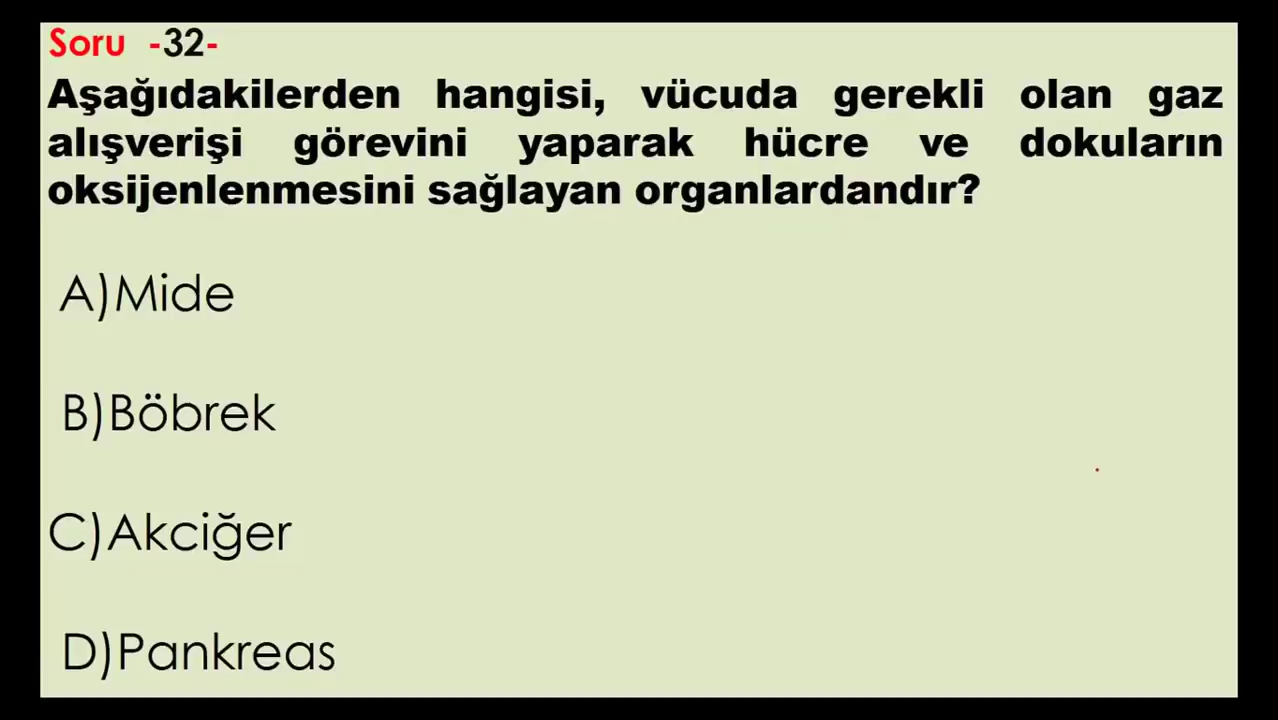 Soru -32-
Aşağıdakilerden hangisi, vücuda gerekli olan gaz
alışverişi görevini yaparak hücre ve dokuların
oksijenlenmesini sağlayan organlardandır?
A)Mide
B)Böbrek
C)Akciğer
D)Pankreas